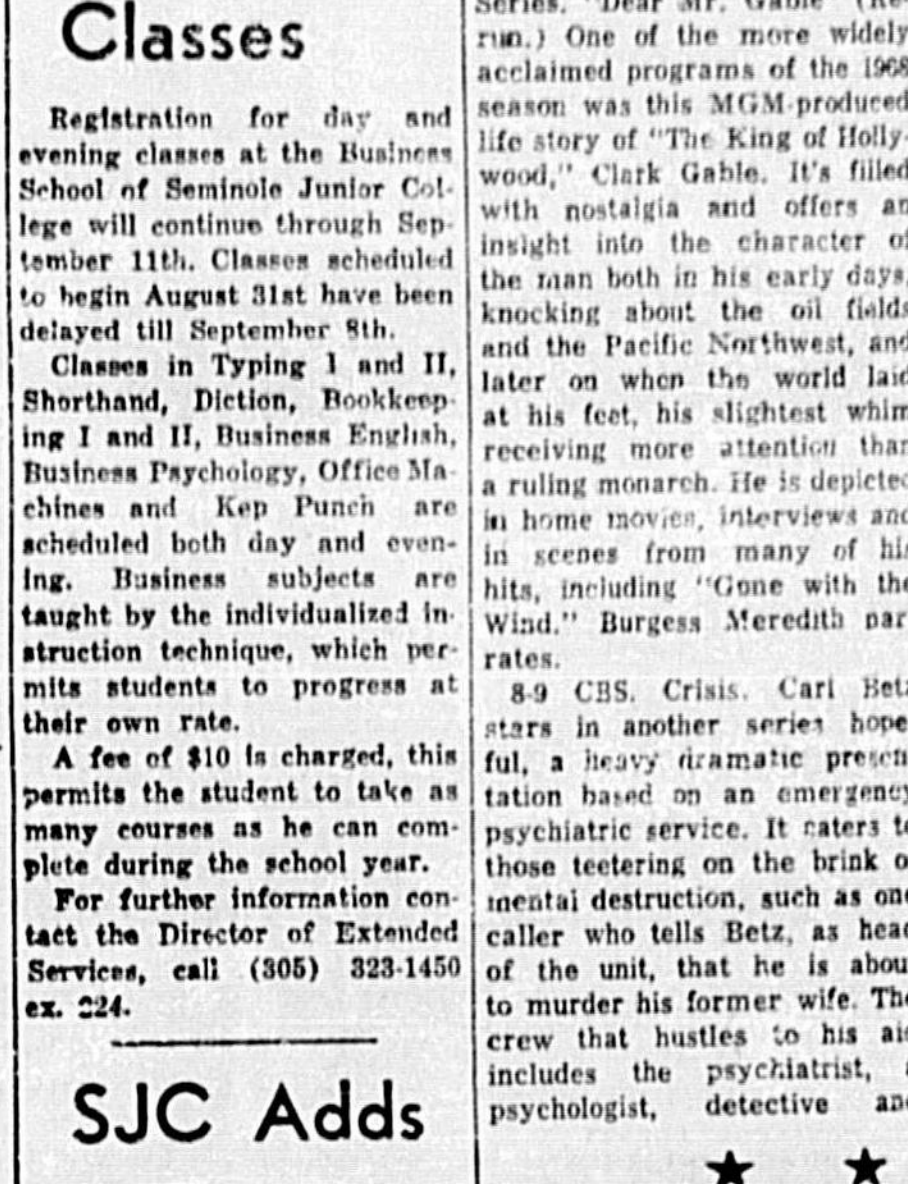 Classes
Registration for day and
evening classes at the Business
School of Seminole Junior Col-
lege will continue through Sep-
tember 11th. Classes scheduled
to begin August 31st have been
delayed till September 8th.
Classes in Typing I and II,
Shorthand, Diction, Bookkeep-
ing I and II, Business English,
Business Psychology, Office Ma-
chines and Kep Punch are
scheduled both day and even-
ing. Business subjects are
taught by the individualized in-
struction technique, which per-
mits students to progress at
their own rate.
A fee of $10 is charged, this
permits the student to take as
many courses as he can com-
plete during the school year.
For further information con-
tact the Director of Extended
Services, call (305) 323-1450
ex. 224.
SJC Adds
Series. "Dear Mr. Gable" (Re-
run.) One of the more widely
acclaimed programs of the 1968
season was this MGM-produced
life story of "The King of Holly-
wood," Clark Gable. It's filled
with nostalgia and offers an
insight into the character of
the man both in his early days,
knocking about the oil fields
and the Pacific Northwest, and
later on when the world laid
at his feet, his slightest whim
receiving more attention than
a ruling monarch. He is depicted
in home movies, interviews and
in scenes from many of his
hits, including "Gone with the
Wind." Burgess Meredith nar-
rates.
8-9 CBS. Crisis. Carl Betz
stars in another series hope-
ful, a heavy dramatic presen-
tation based on an emergency
psychiatric service. It caters to
those teetering on the brink of
mental destruction, such as one
caller who tells Betz, as head
of the unit, that he is about
to murder his former wife. The
crew that hustles to his aid
includes the psychiatrist,
psychologist, detective and